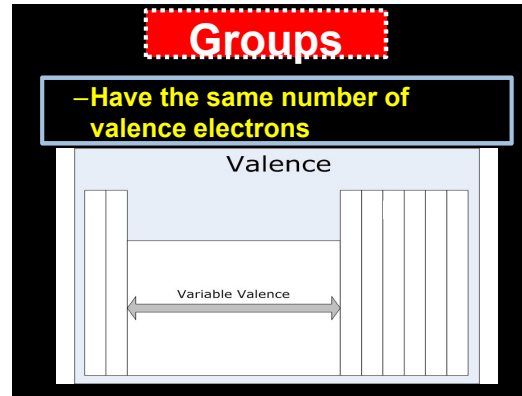 Groups
–Have the same number of
valence electrons
Valence
Variable Valence